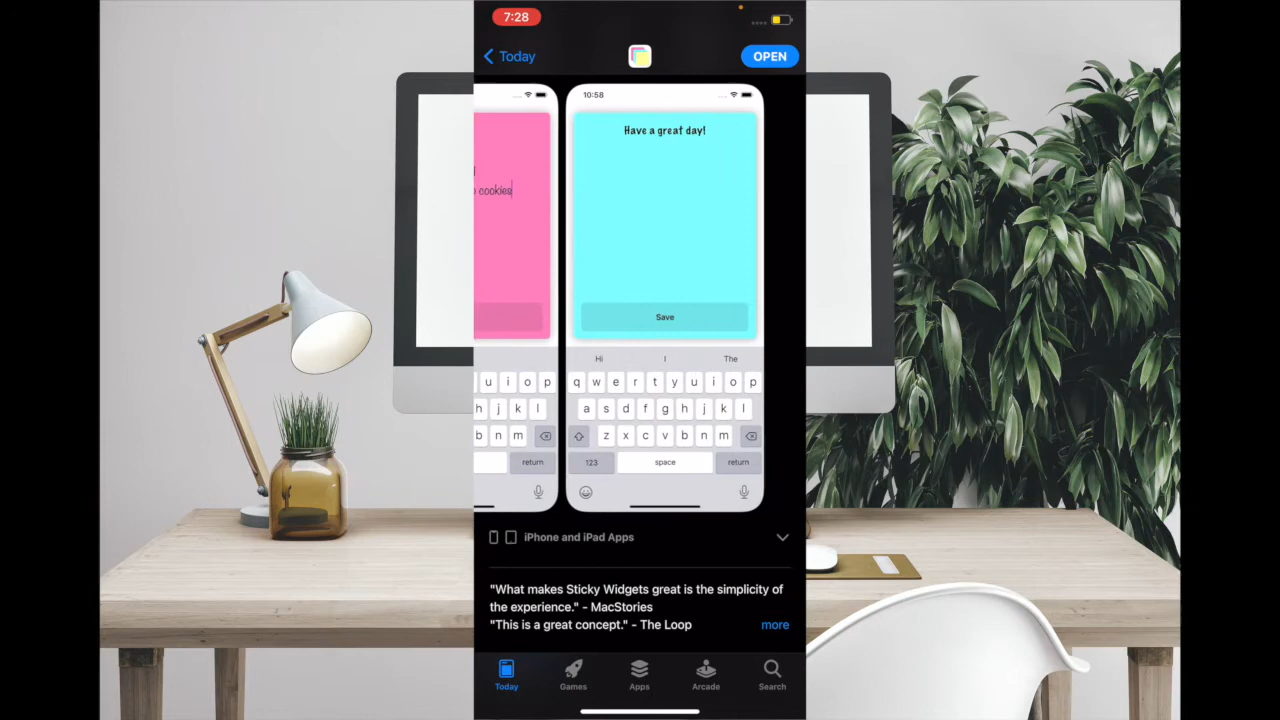 7:28
Today
OPEN
10:58
Have a great day!
cookies
Save
Hi I The
u i o p
q w e r t y u i o p
h j k l
a s d f g h j k l
b n m
z x c v b n m
return
123 space return
iPhone and iPad Apps
"What makes Sticky Widgets great is the simplicity of
the experience." - MacStories
"This is a great concept." - The Loop more
Today Games Apps Arcade Search